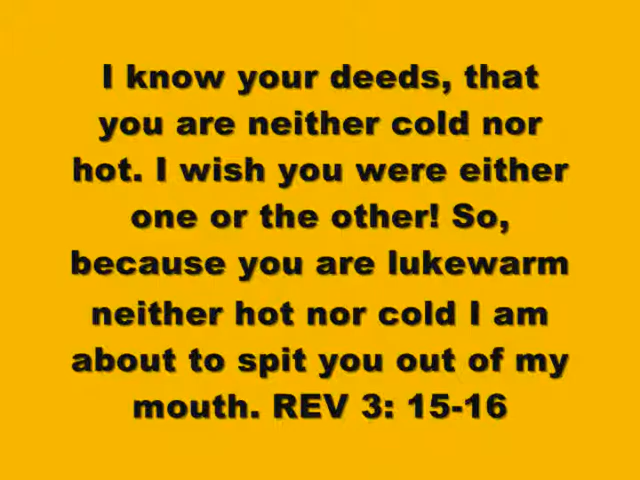 I know your deeds, that
you are neither cold nor
hot. I wish you were either
one or the other! So,
because you are lukewarm
neither hot nor cold I am
about to spit you out of my
mouth. REV 3: 15-16